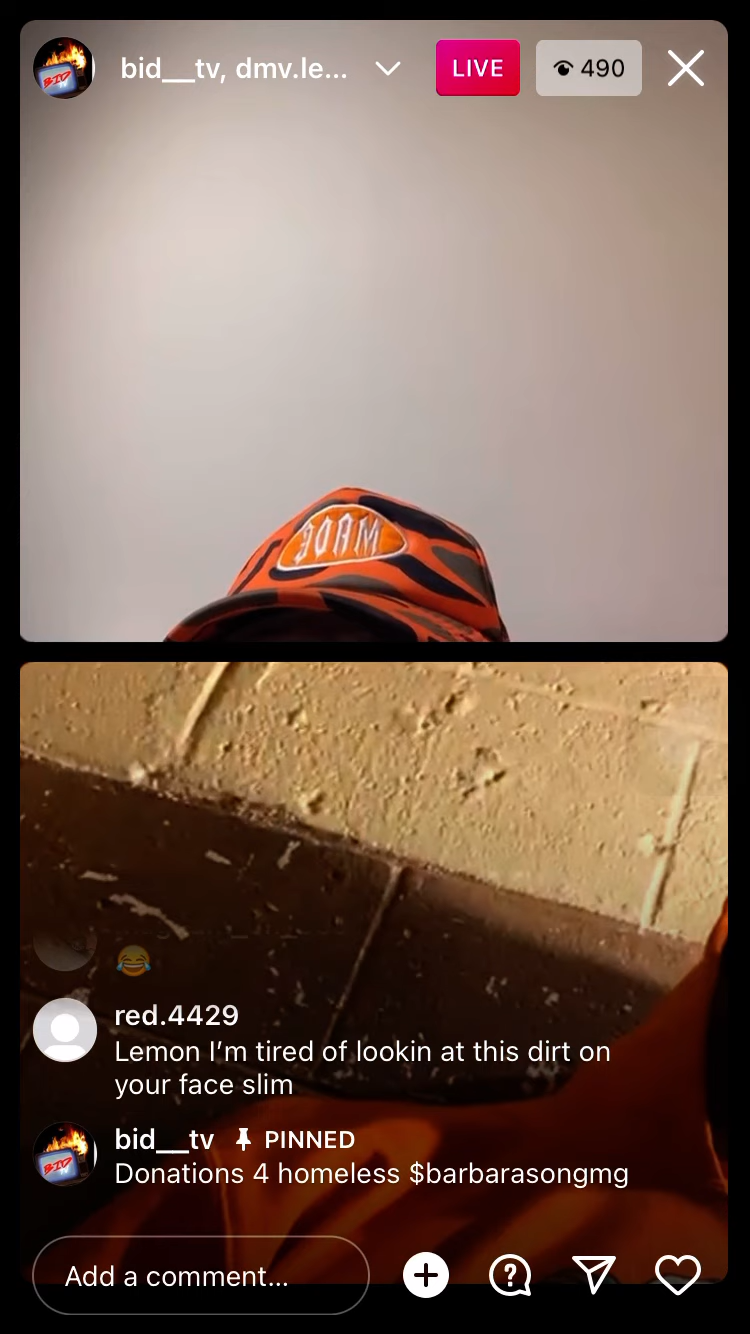 bid__tv, dmv.le...
LIVE
490
MADE
red.4429
Lemon I’m tired of lookin at this dirt on
your face slim
bid__tv PINNED
Donations 4 homeless $barbarasongmg
Add a comment...